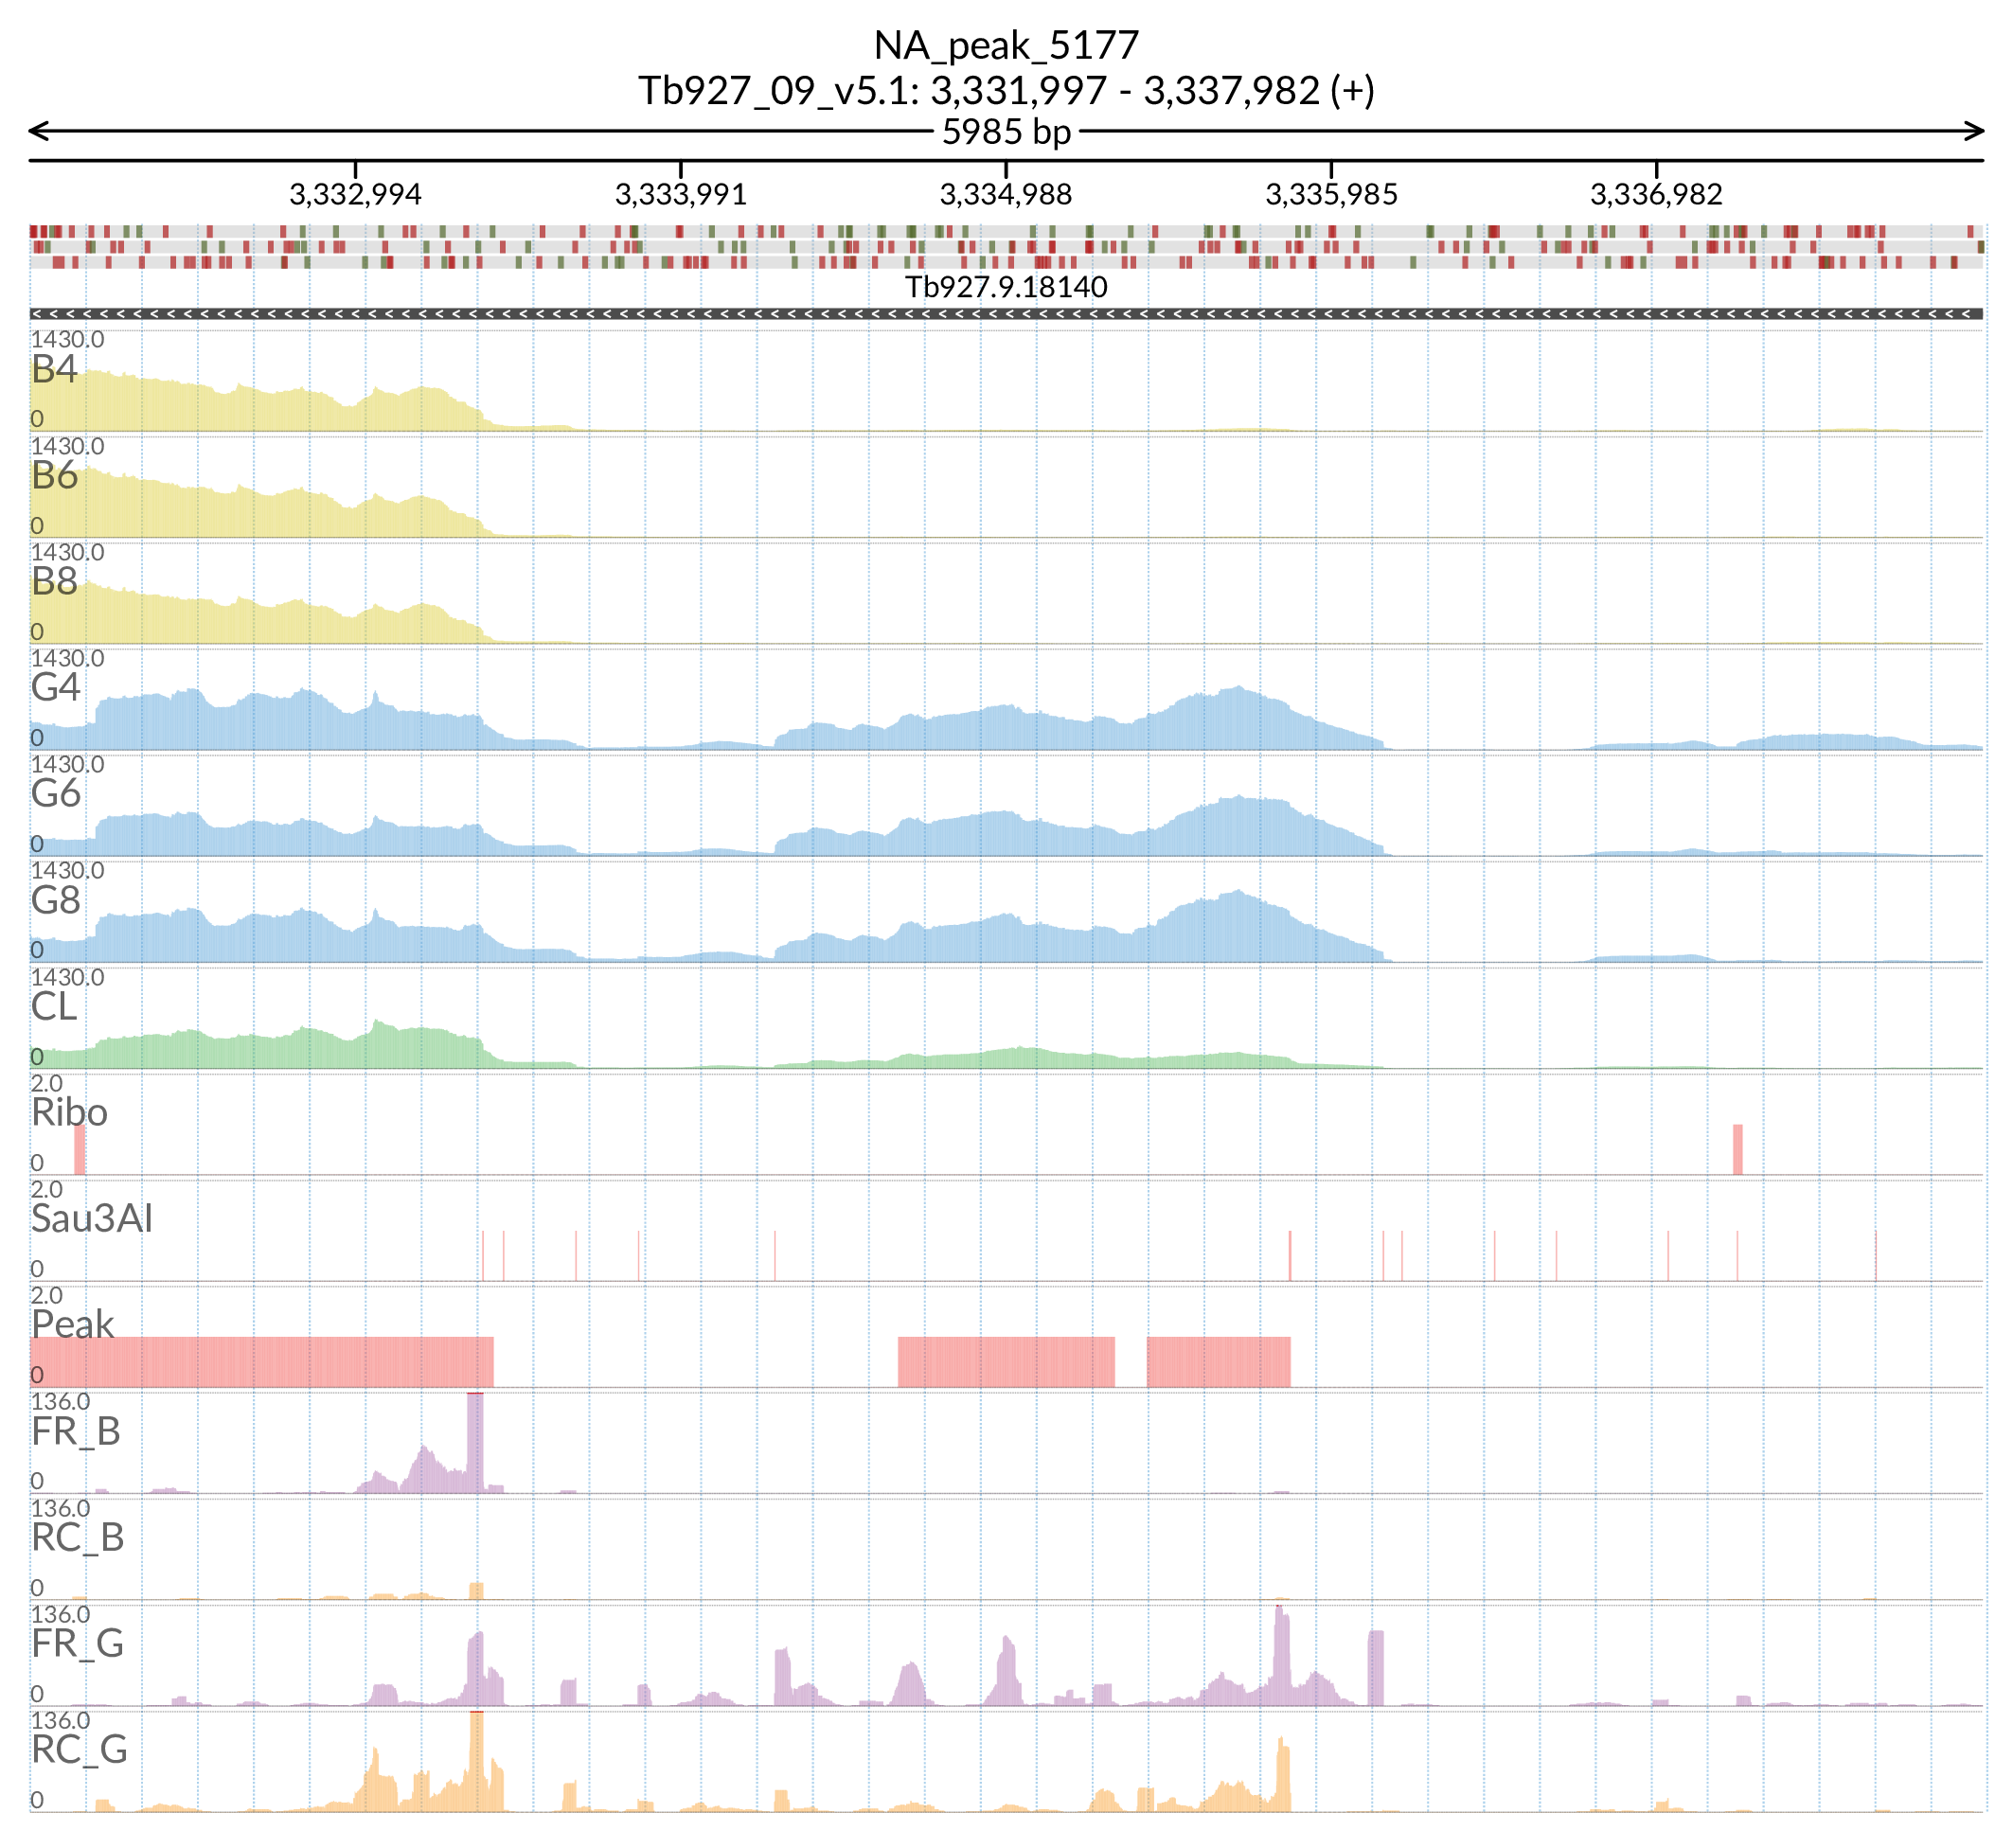 NA_peak_5177
Tb927_09_v5.1: 3,331,997 - 3,337,982 (+)
5985 bp
3,332,994 3,333,991 3,334,988 3,335,985 3,336,982
Tb927.9.18140
1430.0
B4
0
1430.0
B6
0
1430.0
B8
0
1430.0
G4
0
1430.0
G6
0
1430.0
G8
0
1430.0
CL
0
2.0
Ribo
0
2.0
Sau3AI
0
2.0
Peak
0
136.0
FR_B
0
136.0
RC_B
0
136.0
FR_G
0
136.0
RC_G
0